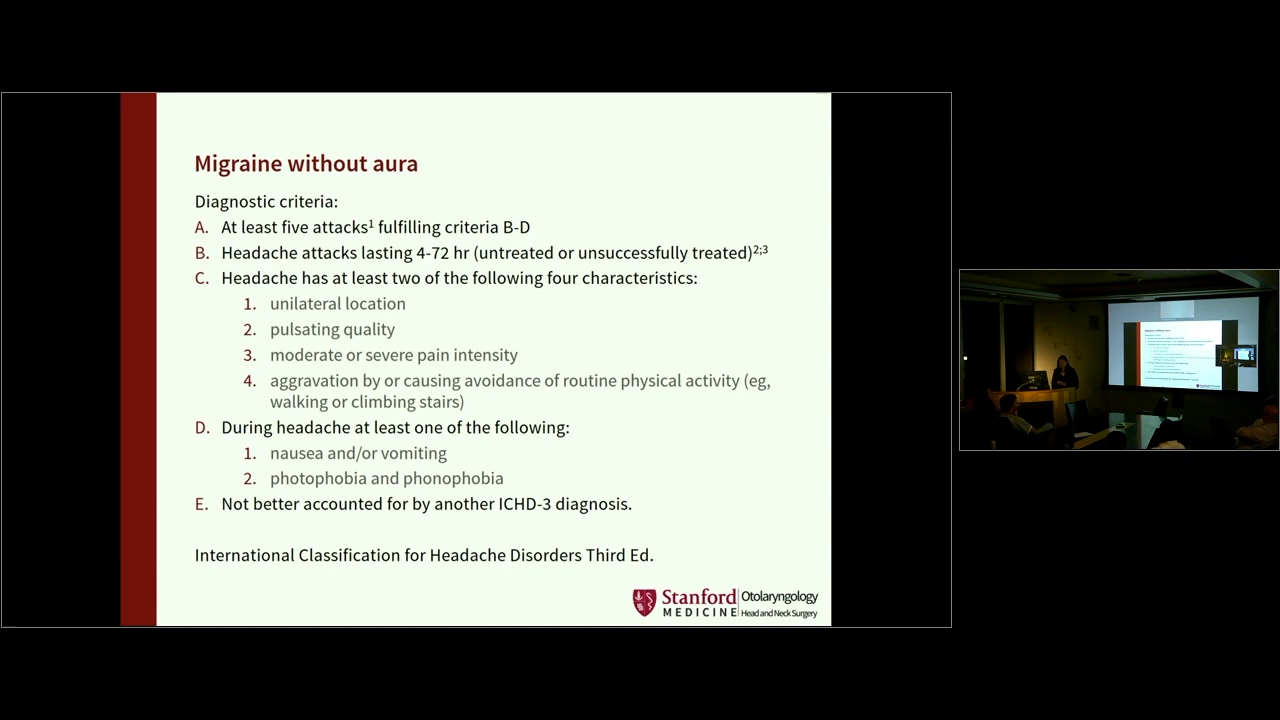 Migraine without aura
Diagnostic criteria:
A. At least five attacks¹ fulfilling criteria B-D
B. Headache attacks lasting 4-72 hr (untreated or unsuccessfully treated)²;³
C. Headache has at least two of the following four characteristics:
1. unilateral location
2. pulsating quality
3. moderate or severe pain intensity
4. aggravation by or causing avoidance of routine physical activity (eg,
walking or climbing stairs)
D. During headache at least one of the following:
1. nausea and/or vomiting
2. photophobia and phonophobia
E. Not better accounted for by another ICHD-3 diagnosis.
International Classification for Headache Disorders Third Ed.
Stanford
MEDICINE
Otolaryngology
Head and Neck Surgery
Migraine without aura